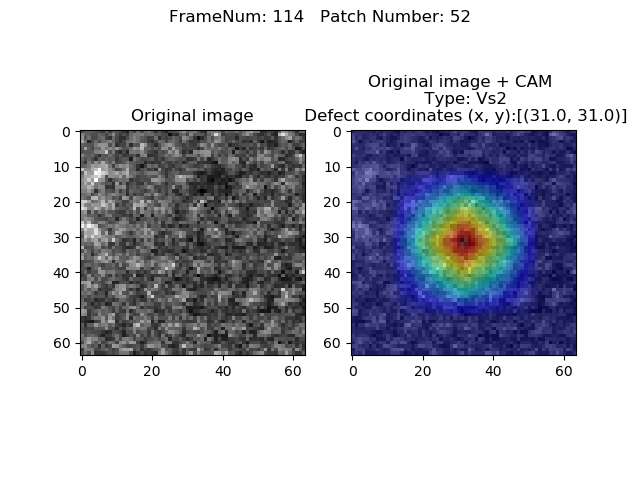 FrameNum: 114   Patch Number: 52
Original image
Original image + CAM
Type: Vs2
Defect coordinates (x, y):[(31.0, 31.0)]
0
10
20
30
40
50
60
0 20 40 60
0
10
20
30
40
50
60
0 20 40 60